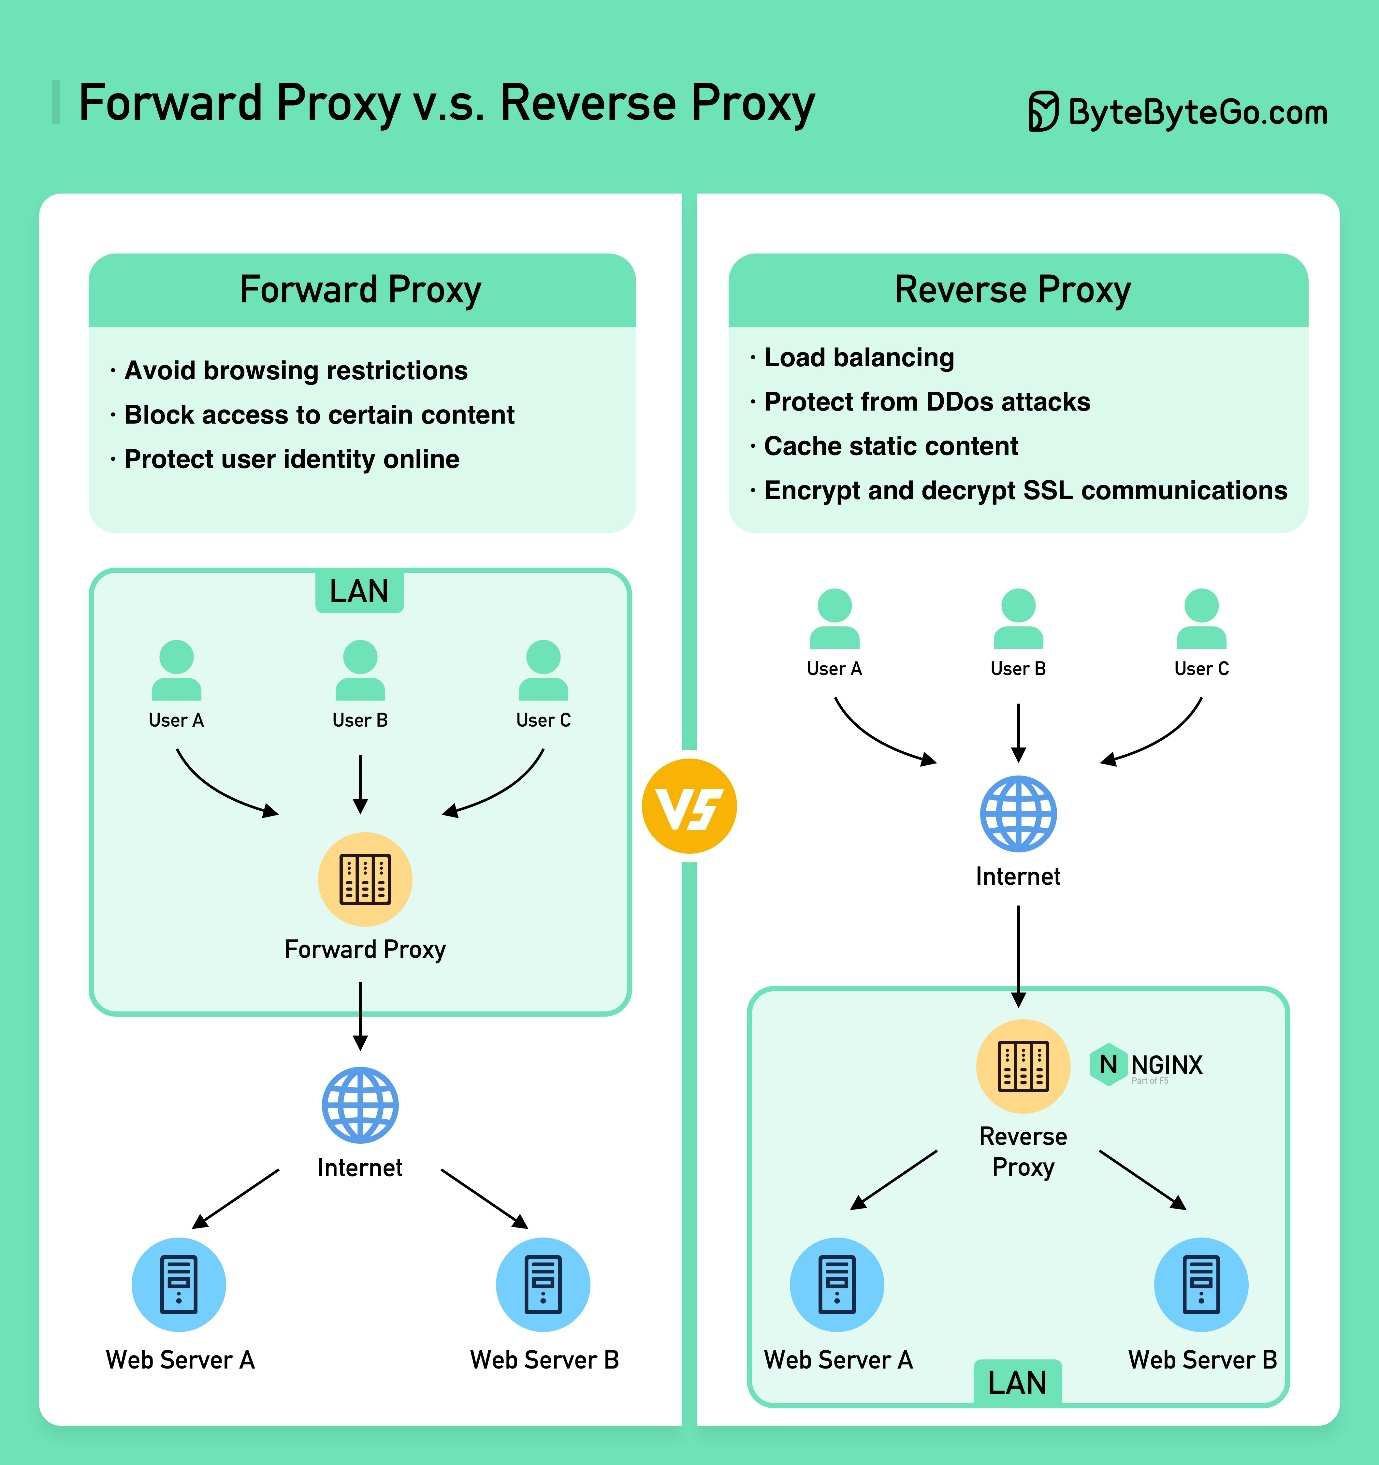 Forward Proxy v.s. Reverse Proxy
ByteByteGo.com
Forward Proxy
· Avoid browsing restrictions
· Block access to certain content
· Protect user identity online
LAN
User A
User B
User C
Forward Proxy
Internet
Web Server A
Web Server B
VS
Reverse Proxy
· Load balancing
· Protect from DDos attacks
· Cache static content
· Encrypt and decrypt SSL communications
User A
User B
User C
Internet
N NGINX
Part of F5
Reverse
Proxy
Web Server A
Web Server B
LAN